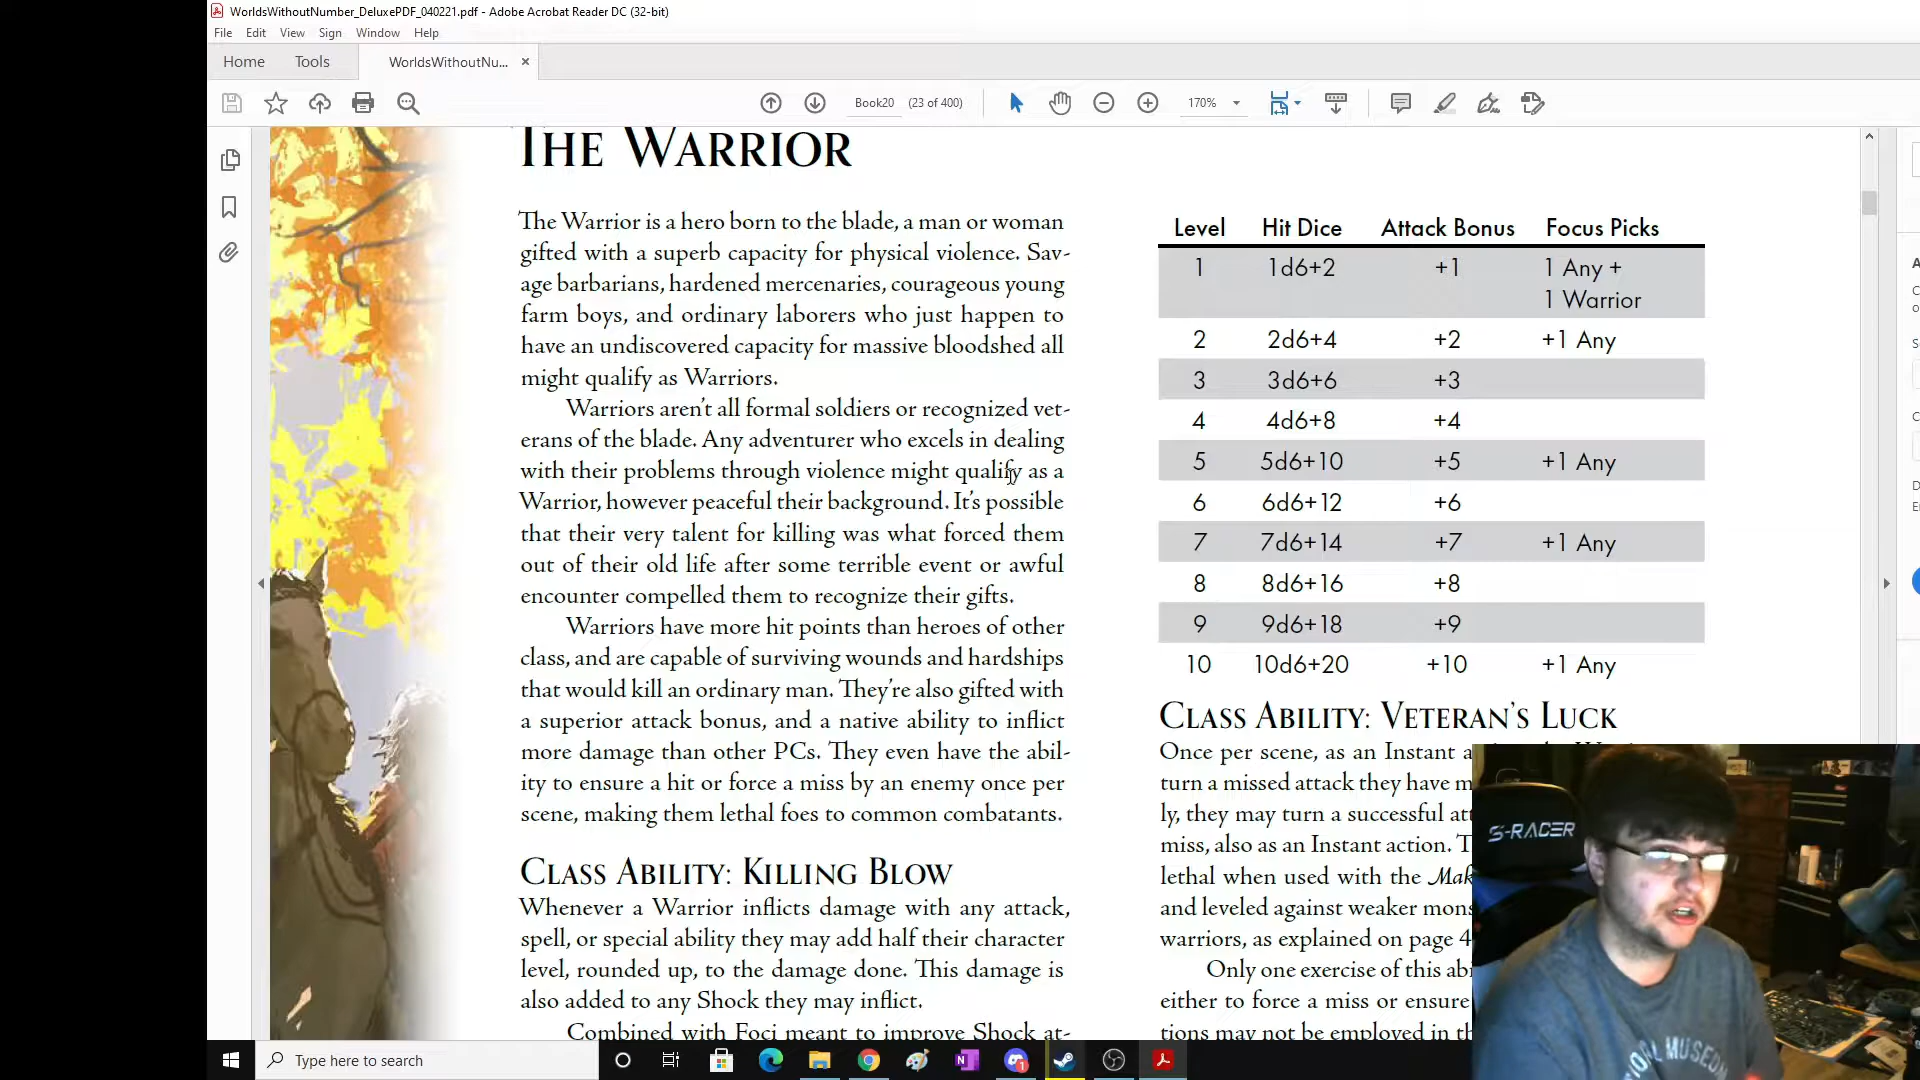 WorldsWithoutNumber_DeluxePDF_040221.pdf - Adobe Acrobat Reader DC (32-bit)
File Edit View Sign Window Help
Home Tools WorldsWithoutNu... ×
Book20 (23 of 400) 170%
THE WARRIOR
The Warrior is a hero born to the blade, a man or woman
gifted with a superb capacity for physical violence. Sav-
age barbarians, hardened mercenaries, courageous young
farm boys, and ordinary laborers who just happen to
have an undiscovered capacity for massive bloodshed all
might qualify as Warriors.
Warriors aren't all formal soldiers or recognized vet-
erans of the blade. Any adventurer who excels in dealing
with their problems through violence might qualify as a
Warrior, however peaceful their background. It's possible
that their very talent for killing was what forced them
out of their old life after some terrible event or awful
encounter compelled them to recognize their gifts.
Warriors have more hit points than heroes of other
class, and are capable of surviving wounds and hardships
that would kill an ordinary man. They're also gifted with
a superior attack bonus, and a native ability to inflict
more damage than other PCs. They even have the abil-
ity to ensure a hit or force a miss by an enemy once per
scene, making them lethal foes to common combatants.
CLASS ABILITY: KILLING BLOW
Whenever a Warrior inflicts damage with any attack,
spell, or special ability they may add half their character
level, rounded up, to the damage done. This damage is
also added to any Shock they may inflict.
Combined with Foci meant to improve Shock at-
Level Hit Dice Attack Bonus Focus Picks
1 1d6+2 +1 1 Any +
1 Warrior
2 2d6+4 +2 +1 Any
3 3d6+6 +3
4 4d6+8 +4
5 5d6+10 +5 +1 Any
6 6d6+12 +6
7 7d6+14 +7 +1 Any
8 8d6+16 +8
9 9d6+18 +9
10 10d6+20 +10 +1 Any
CLASS ABILITY: VETERAN'S LUCK
Once per scene, as an Instant
turn a missed attack they have
ly, they may turn a successful
miss, also as an Instant action.
lethal when used with the
and leveled against weaker
warriors, as explained on page
Only one exercise of this
either to force a miss or ensure
tions may not be employed in
S-RACER
MUSEUM
Type here to search